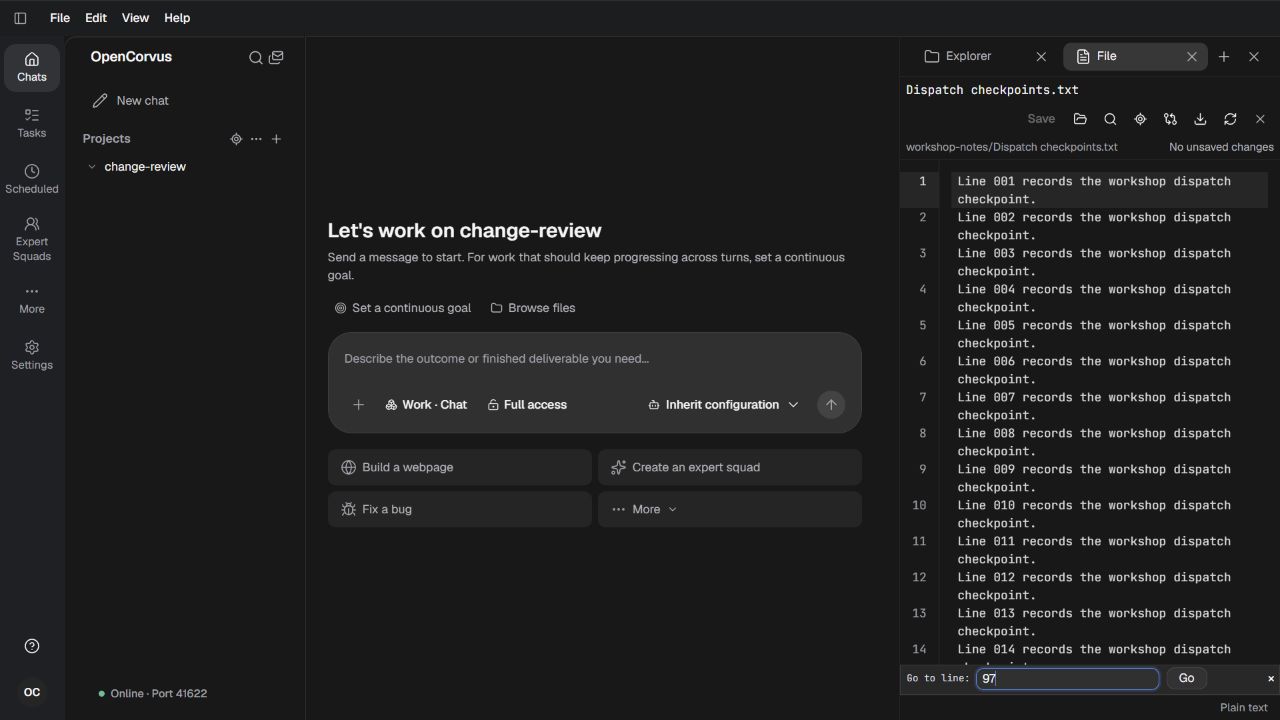 File Edit View Help
Chats
Tasks
Scheduled
Expert
Squads
More
Settings
OC
OpenCorvus
New chat
Projects
change-review
Online · Port 41622
Let's work on change-review
Send a message to start. For work that should keep progressing across turns, set a continuous
goal.
Set a continuous goal Browse files
Describe the outcome or finished deliverable you need...
Work · Chat Full access Inherit configuration
Build a webpage Create an expert squad
Fix a bug More
Explorer File
Dispatch checkpoints.txt
Save
workshop-notes/Dispatch checkpoints.txt No unsaved changes
1 Line 001 records the workshop dispatch
checkpoint.
2 Line 002 records the workshop dispatch
checkpoint.
3 Line 003 records the workshop dispatch
checkpoint.
4 Line 004 records the workshop dispatch
checkpoint.
5 Line 005 records the workshop dispatch
checkpoint.
6 Line 006 records the workshop dispatch
checkpoint.
7 Line 007 records the workshop dispatch
checkpoint.
8 Line 008 records the workshop dispatch
checkpoint.
9 Line 009 records the workshop dispatch
checkpoint.
10 Line 010 records the workshop dispatch
checkpoint.
11 Line 011 records the workshop dispatch
checkpoint.
12 Line 012 records the workshop dispatch
checkpoint.
13 Line 013 records the workshop dispatch
checkpoint.
14 Line 014 records the workshop dispatch
Go to line: 97 Go ×
Plain text